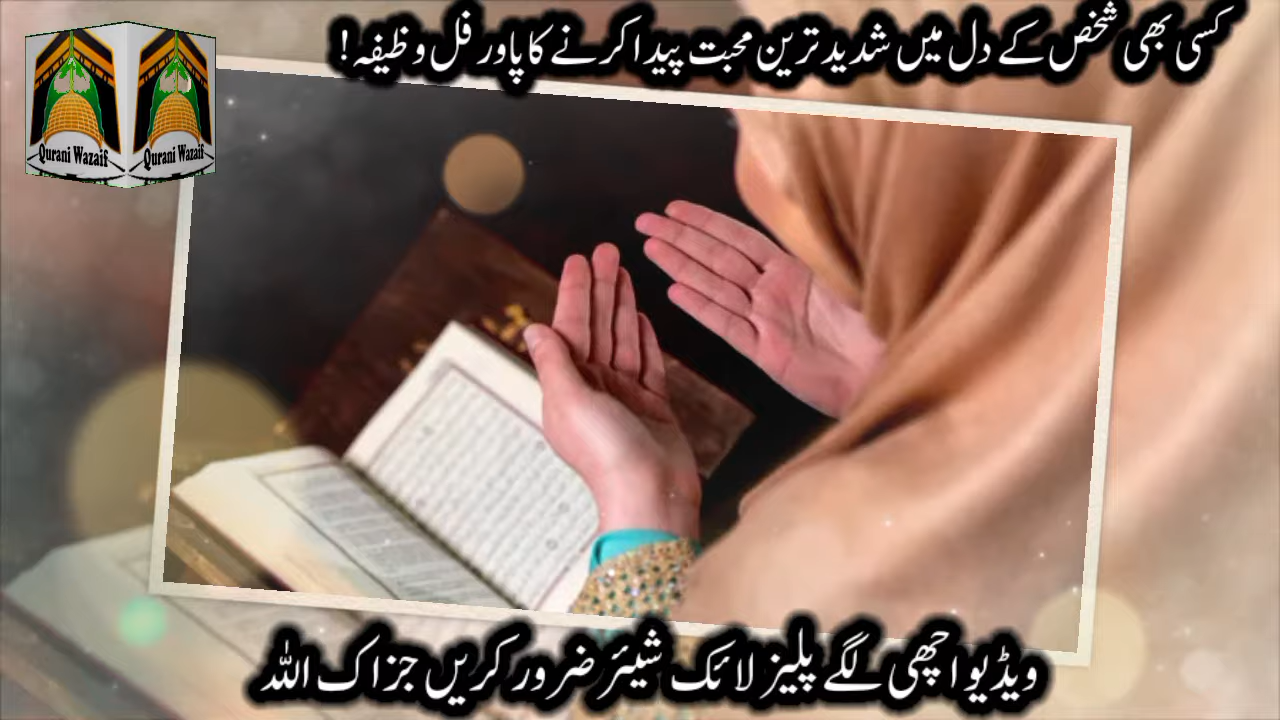 کسی بھی شخص کے دل میں شدید ترین محبت پیدا کرنے کا پاور فل وظیفہ!
Qurani Wazaif Qurani Wazaif
ویڈیو اچھی لگے پلیز لائک شیئر ضرور کریں جزاک اللہ